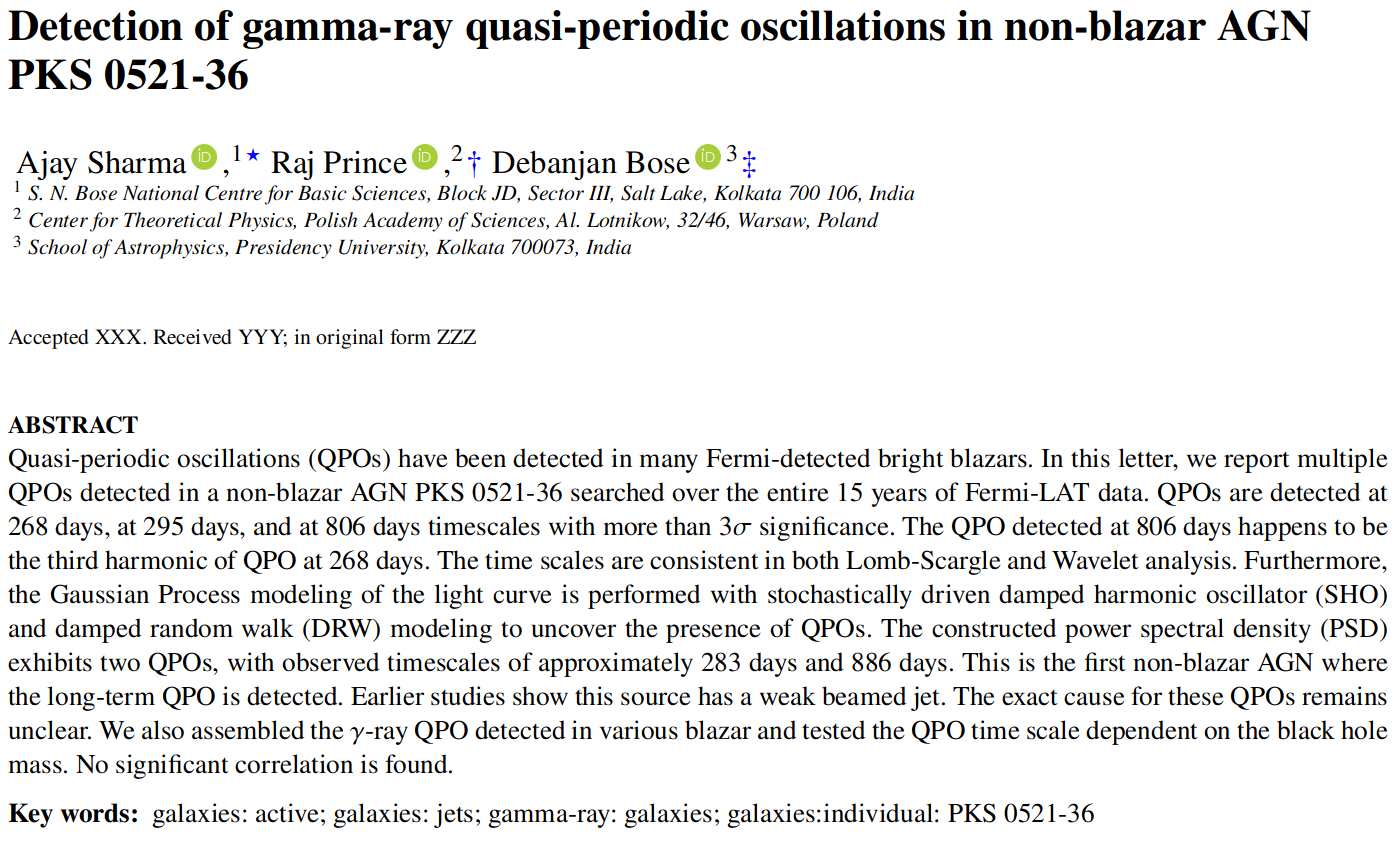 Detection of gamma-ray quasi-periodic oscillations in non-blazar AGN
PKS 0521-36
Ajay Sharma iD ,1★ Raj Prince iD ,2† Debanjan Bose iD 3‡
1 S. N. Bose National Centre for Basic Sciences, Block JD, Sector III, Salt Lake, Kolkata 700 106, India
2 Center for Theoretical Physics, Polish Academy of Sciences, Al. Lotnikow, 32/46, Warsaw, Poland
3 School of Astrophysics, Presidency University, Kolkata 700073, India
Accepted XXX. Received YYY; in original form ZZZ
ABSTRACT
Quasi-periodic oscillations (QPOs) have been detected in many Fermi-detected bright blazars. In this letter, we report multiple
QPOs detected in a non-blazar AGN PKS 0521-36 searched over the entire 15 years of Fermi-LAT data. QPOs are detected at
268 days, at 295 days, and at 806 days timescales with more than 3σ significance. The QPO detected at 806 days happens to be
the third harmonic of QPO at 268 days. The time scales are consistent in both Lomb-Scargle and Wavelet analysis. Furthermore,
the Gaussian Process modeling of the light curve is performed with stochastically driven damped harmonic oscillator (SHO)
and damped random walk (DRW) modeling to uncover the presence of QPOs. The constructed power spectral density (PSD)
exhibits two QPOs, with observed timescales of approximately 283 days and 886 days. This is the first non-blazar AGN where
the long-term QPO is detected. Earlier studies show this source has a weak beamed jet. The exact cause for these QPOs remains
unclear. We also assembled the γ-ray QPO detected in various blazar and tested the QPO time scale dependent on the black hole
mass. No significant correlation is found.
Key words: galaxies: active; galaxies: jets; gamma-ray: galaxies; galaxies:individual: PKS 0521-36